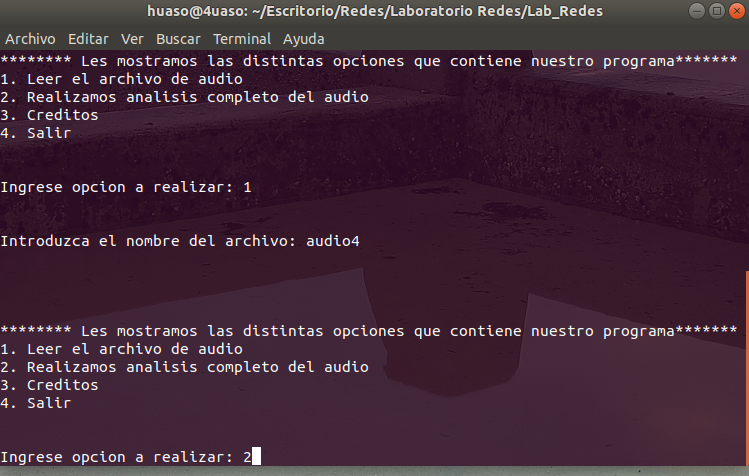 huaso@4uaso: ~/Escritorio/Redes/Laboratorio Redes/Lab_Redes
Archivo Editar Ver Buscar Terminal Ayuda
******** Les mostramos las distintas opciones que contiene nuestro programa*******
1. Leer el archivo de audio
2. Realizamos analisis completo del audio
3. Creditos
4. Salir
Ingrese opcion a realizar: 1
Introduzca el nombre del archivo: audio4
******** Les mostramos las distintas opciones que contiene nuestro programa*******
1. Leer el archivo de audio
2. Realizamos analisis completo del audio
3. Creditos
4. Salir
Ingrese opcion a realizar: 2